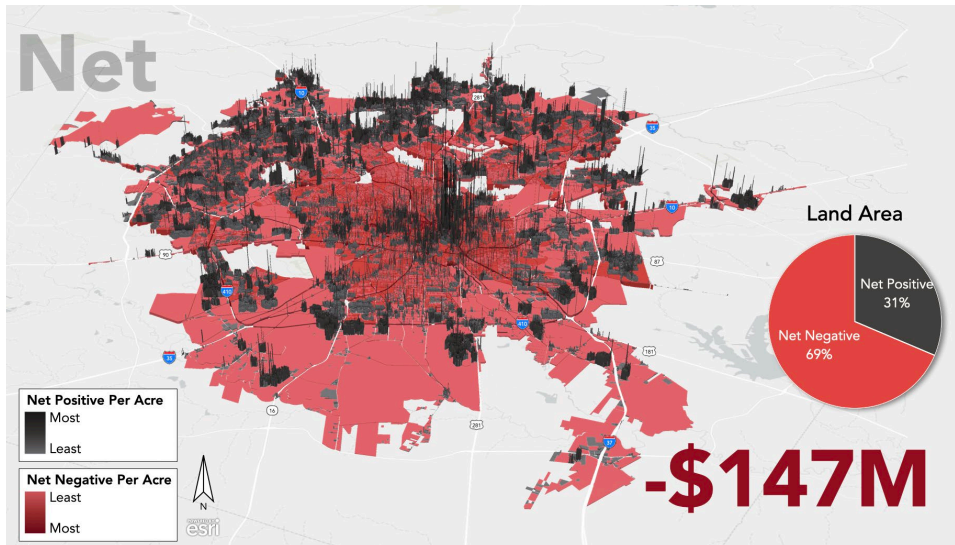 Net
10
281
35
10
Land Area
90
87
Net Positive
31%
410
Net Negative
69%
410
35
181
Net Positive Per Acre
Most
16
281
Least
37
-$147M
Net Negative Per Acre
Least
Most
N
esri